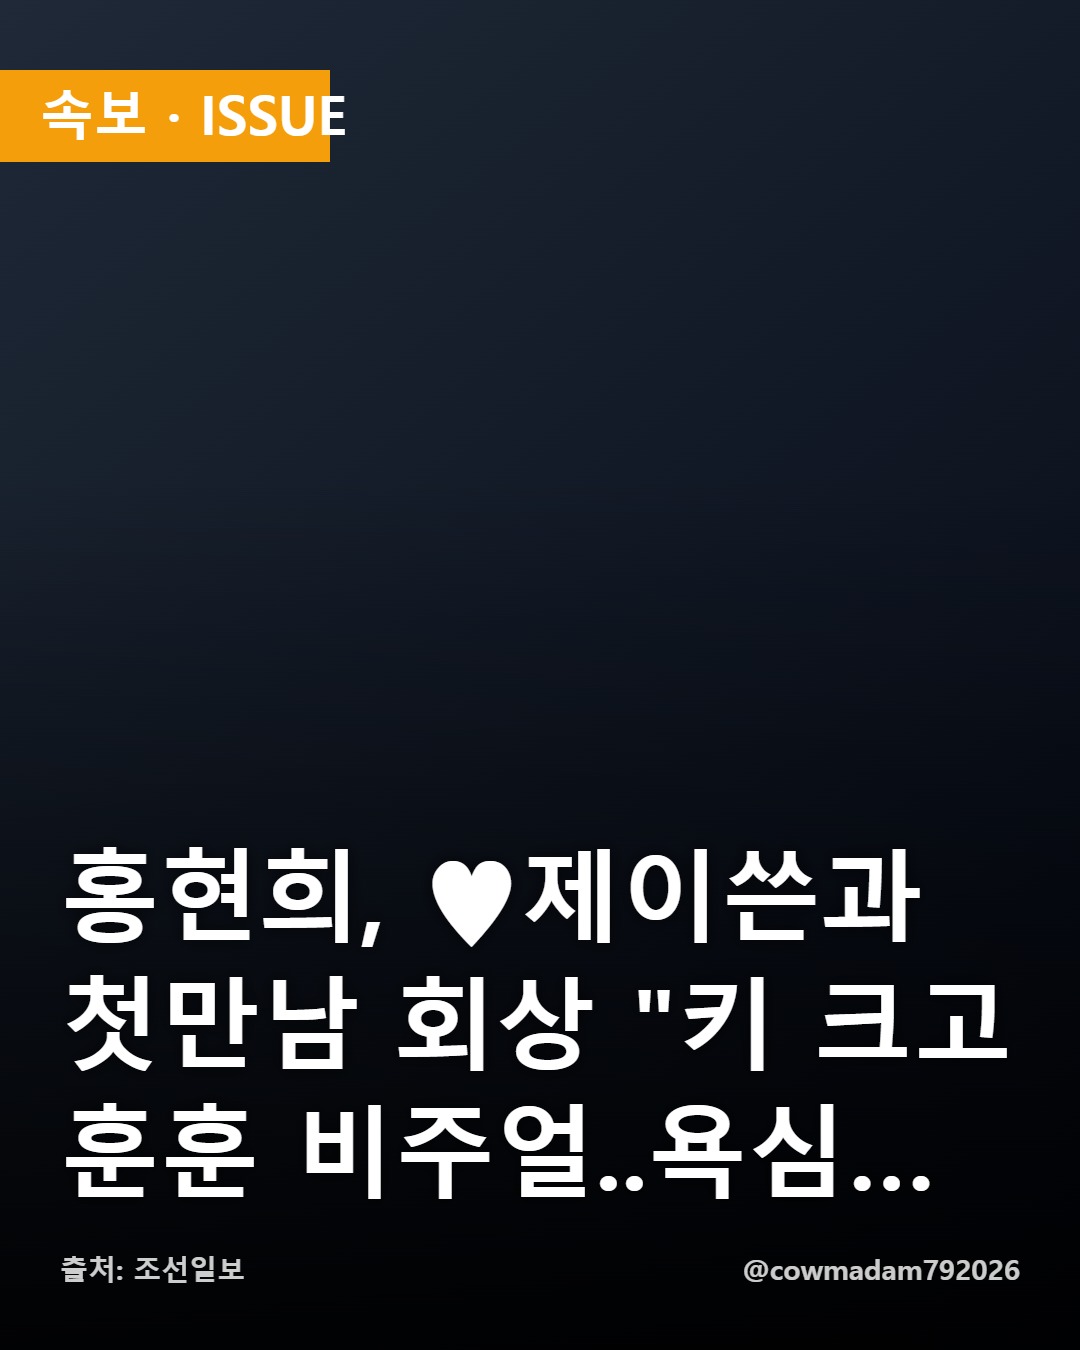 속보 · ISSUE
홍현희, ♥제이쓴과
첫만남 회상 "키 크고
훈훈 비주얼..욕심...
출처: 조선일보
@cowmadam792026